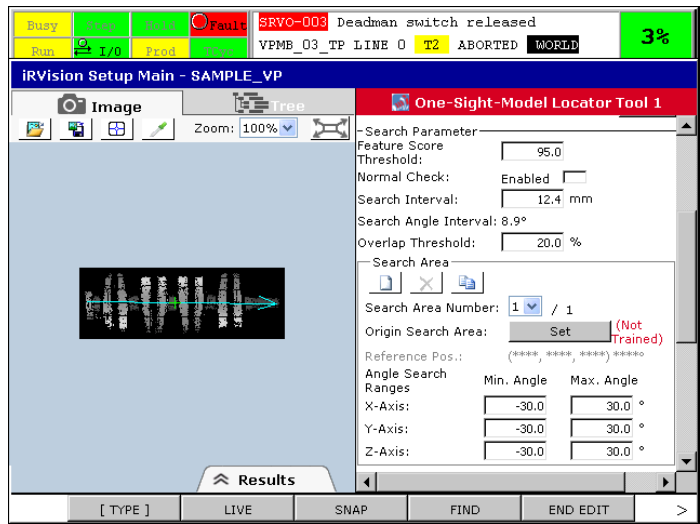 Busy Step Hold Fault SRVO-003 Deadman switch released
Run I/O Prod TCyc VPMB_03_TP LINE 0 T2 ABORTED WORLD 3%
iRVision Setup Main - SAMPLE_VP
Image Tree One-Sight-Model Locator Tool 1
Zoom: 100%
Search Parameter
Feature Score
Threshold: 95.0
Normal Check: Enabled
Search Interval: 12.4 mm
Search Angle Interval: 8.9°
Overlap Threshold: 20.0 %
Search Area
Search Area Number: 1 / 1
Origin Search Area: Set (Not
Trained)
Reference Pos.: (****, ****, ****) ****°
Angle Search
Ranges Min. Angle Max. Angle
X-Axis: -30.0 30.0 °
Y-Axis: -30.0 30.0 °
Z-Axis: -30.0 30.0 °
Results
[ TYPE ] LIVE SNAP FIND END EDIT >